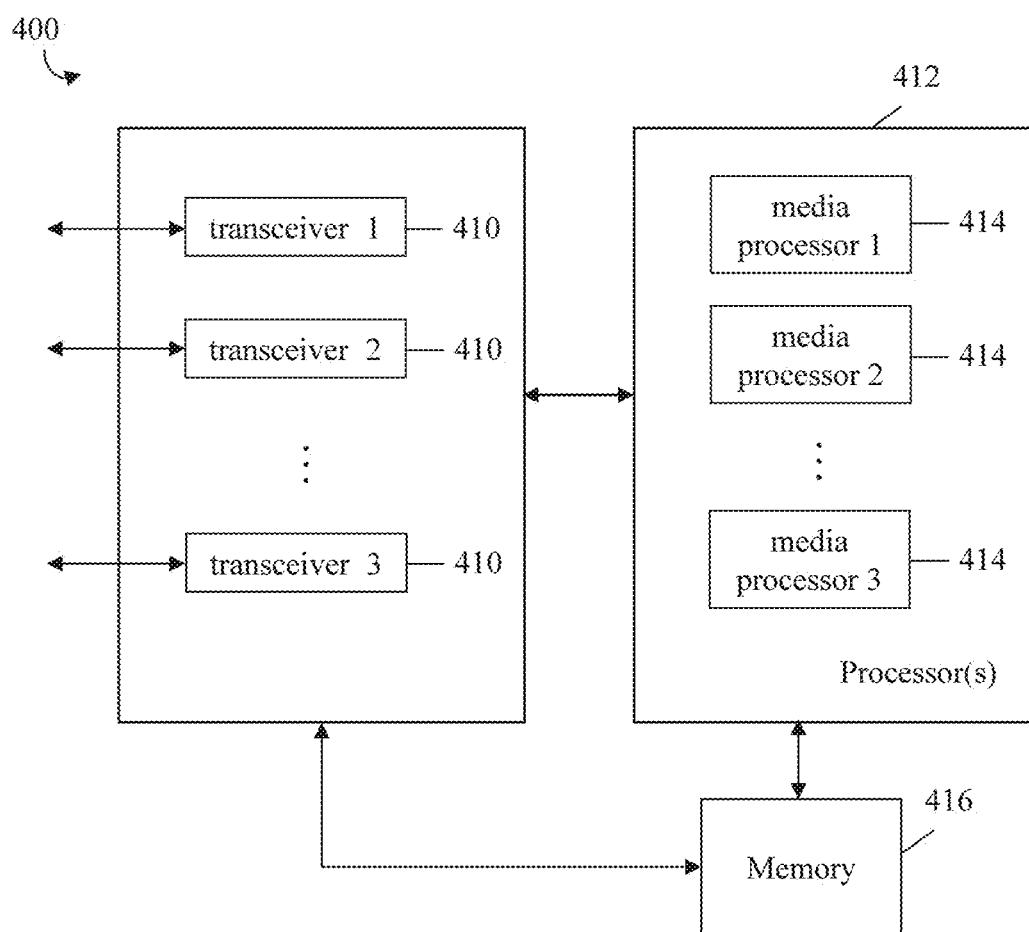 400
412
transceiver 1
410
media
processor 1
414
transceiver 2
410
media
processor 2
414
transceiver 3
410
media
processor 3
414
Processor(s)
416
Memory